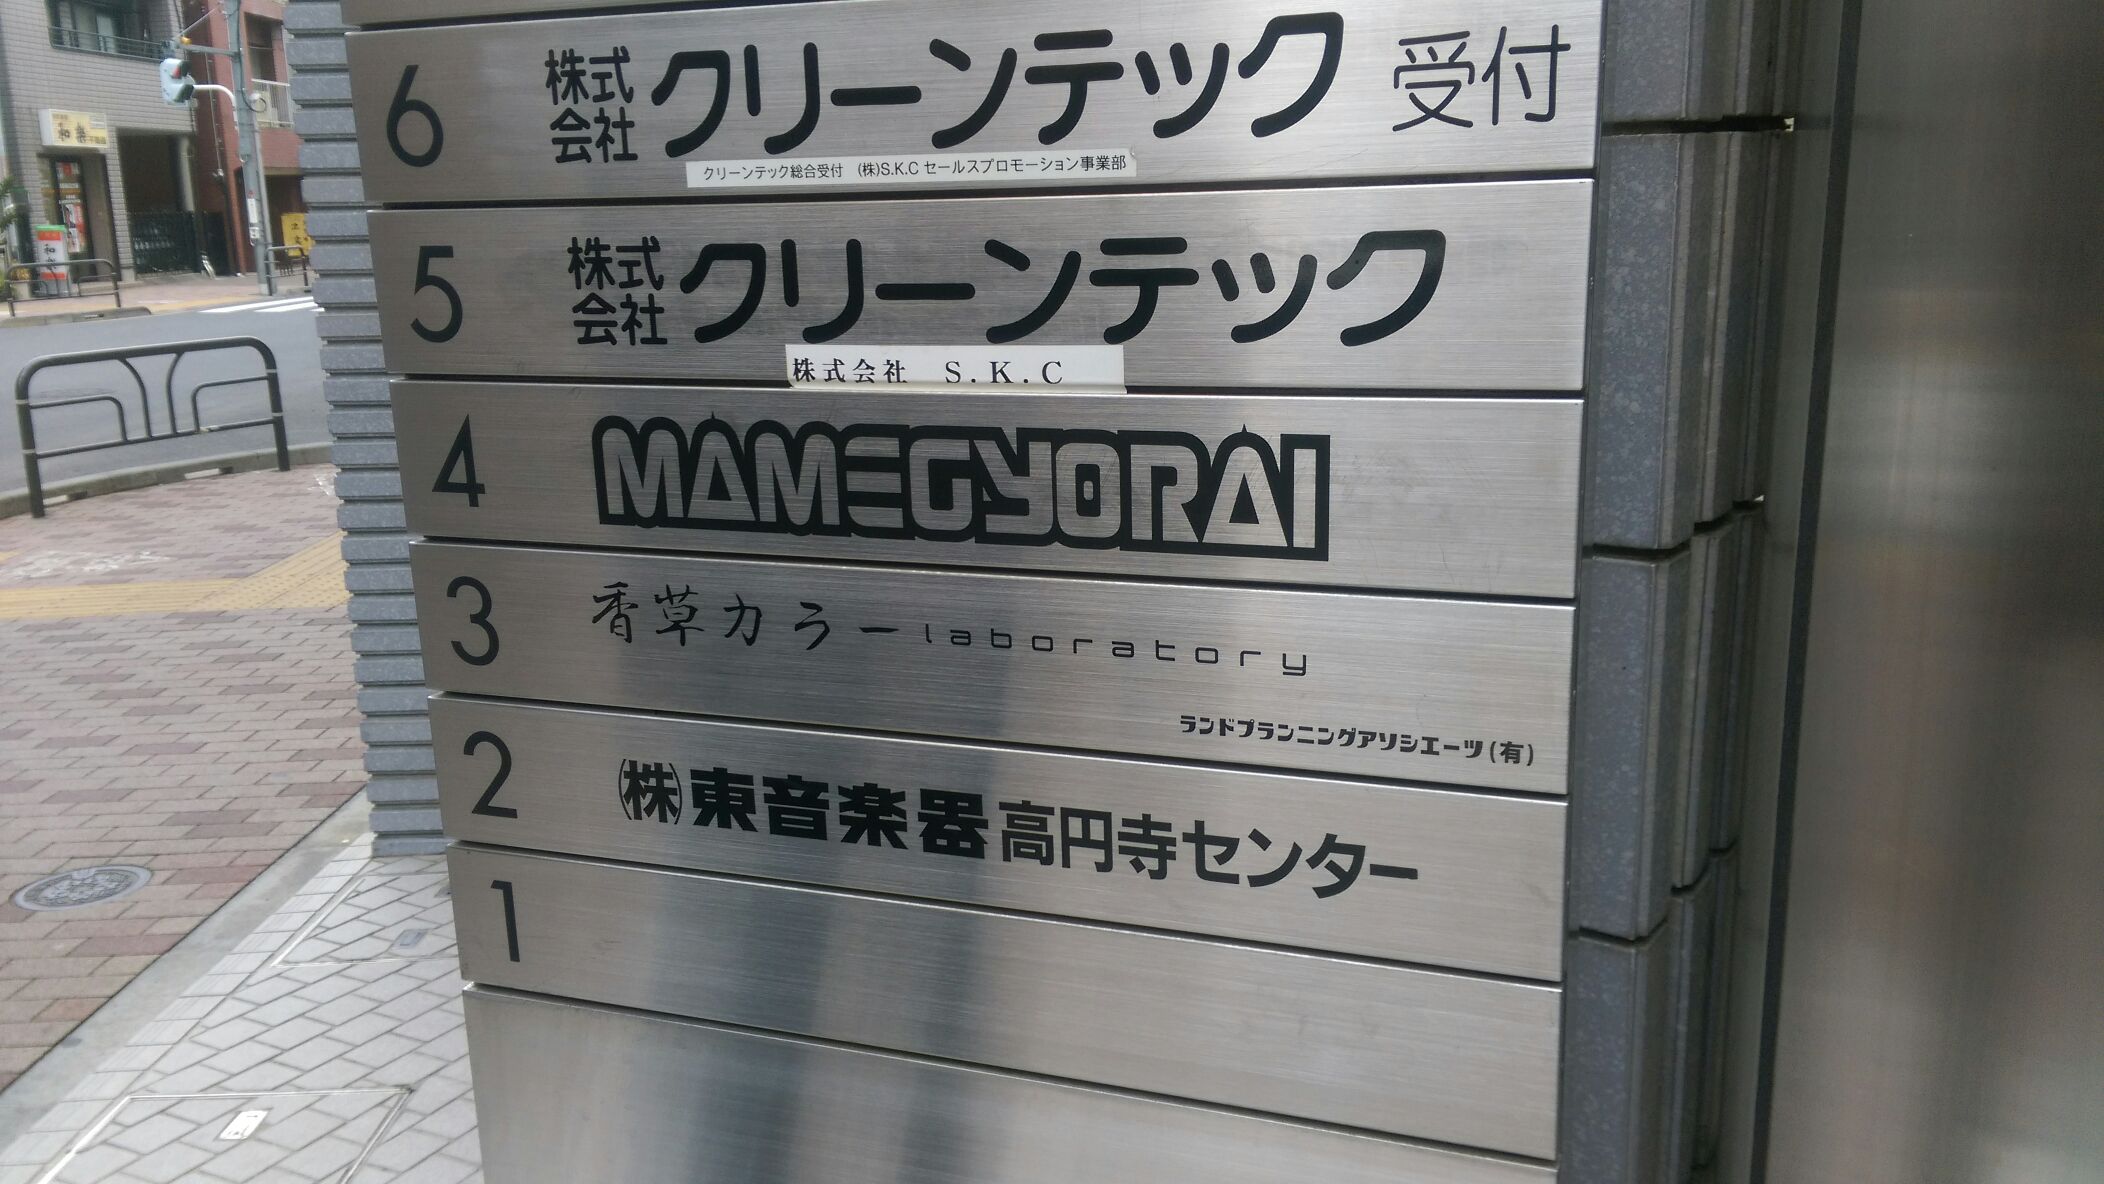 6 株式会社 クリーンテック 受付
クリーンテック総合受付 (株)S.K.C セールスプロモーション事業部
5 株式会社 クリーンテック
株式会社 S.K.C
4 MAMEGYORAI
3 香草カラーlaboratory
ランドプランニングアソシエーツ(有)
2 (株)東音楽器高円寺センター
1
和楽
和楽